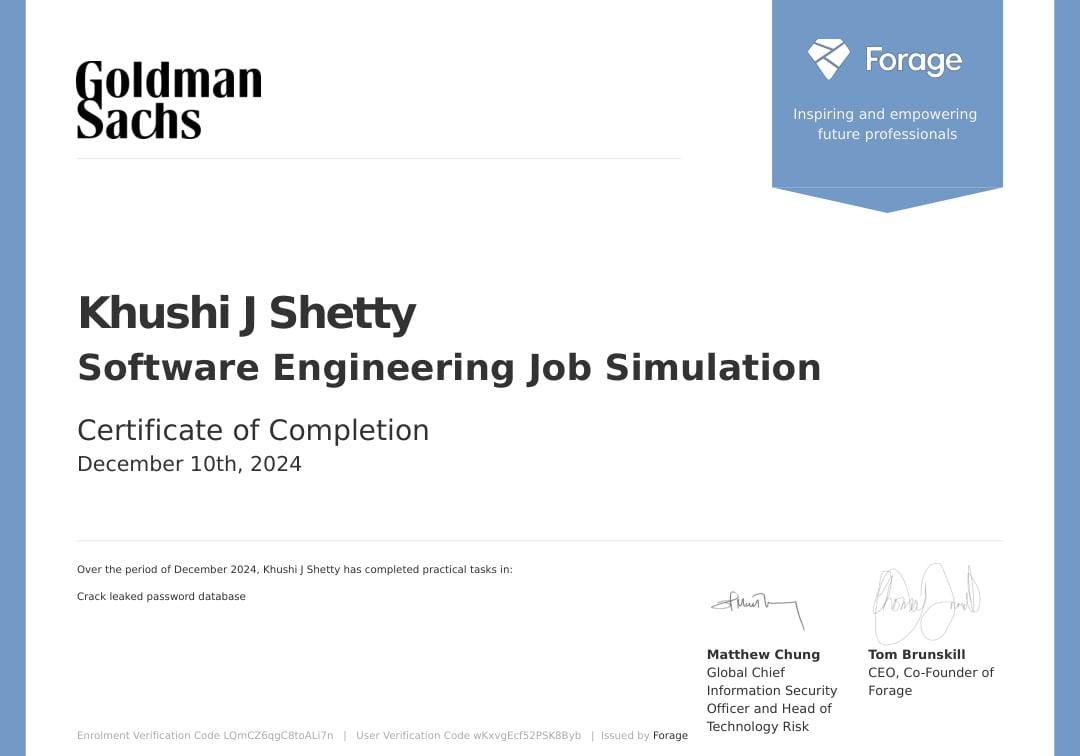 Goldman
Sachs
Forage
Inspiring and empowering
future professionals
Khushi J Shetty
Software Engineering Job Simulation
Certificate of Completion
December 10th, 2024
Over the period of December 2024, Khushi J Shetty has completed practical tasks in:
Crack leaked password database
Matthew Chung
Global Chief
Information Security
Officer and Head of
Technology Risk
Tom Brunskill
CEO, Co-Founder of
Forage
Enrolment Verification Code LQmCZ6qgC8toALi7n | User Verification Code wKxvgEcf52PSK8Byb | Issued by Forage